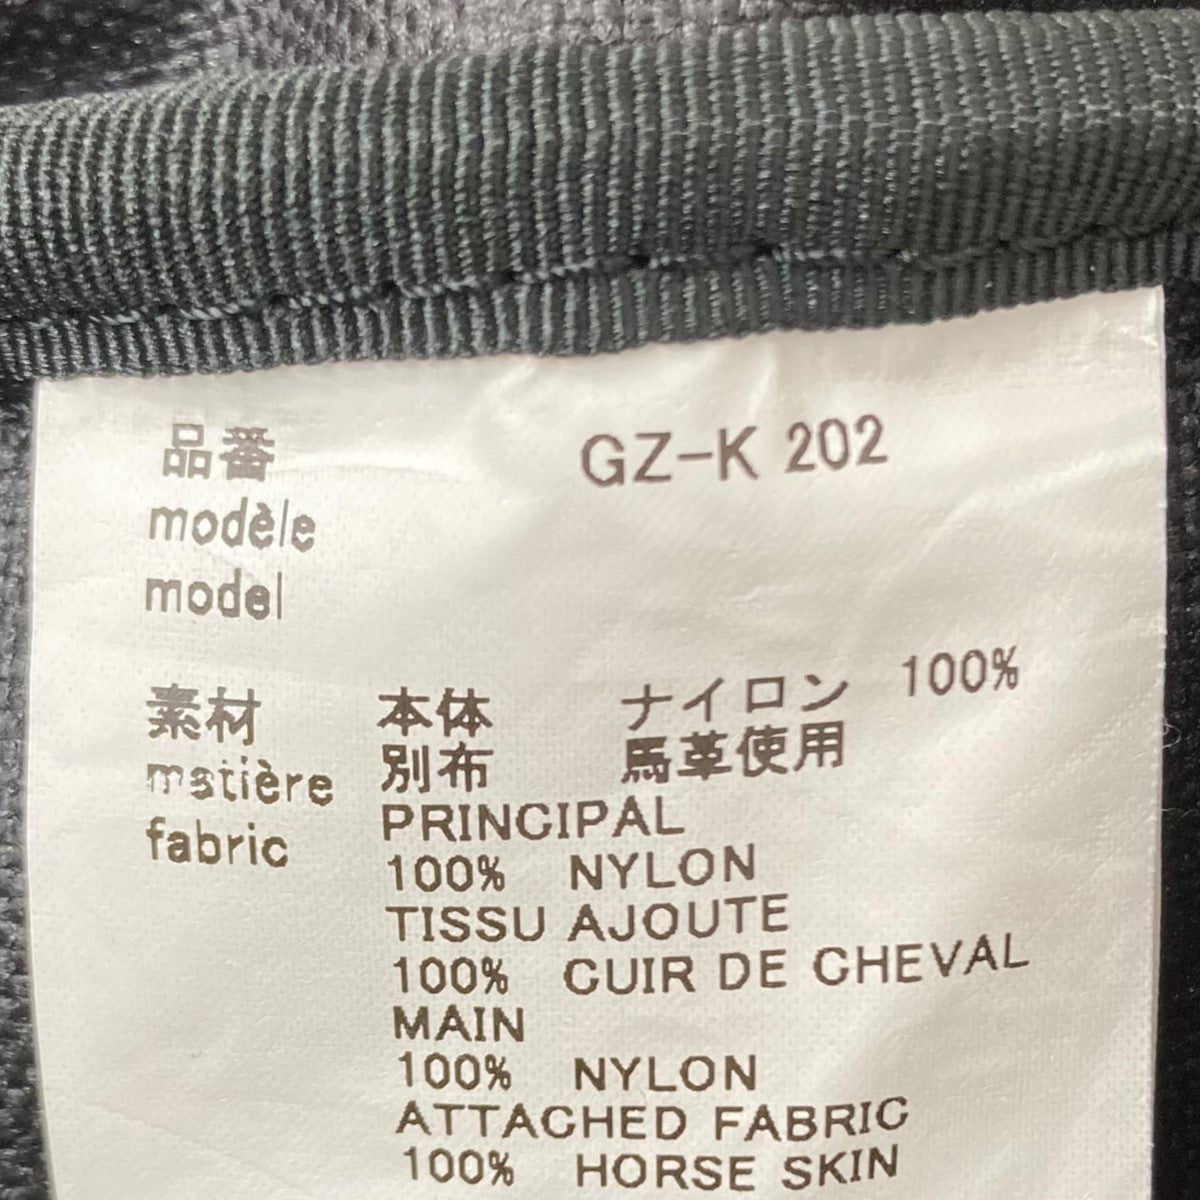 品番 GZ-K 202
modèle
model
素材 本体 ナイロン 100%
matière 別布 馬革使用
fabric PRINCIPAL
100% NYLON
TISSU AJOUTE
100% CUIR DE CHEVAL
MAIN
100% NYLON
ATTACHED FABRIC
100% HORSE SKIN